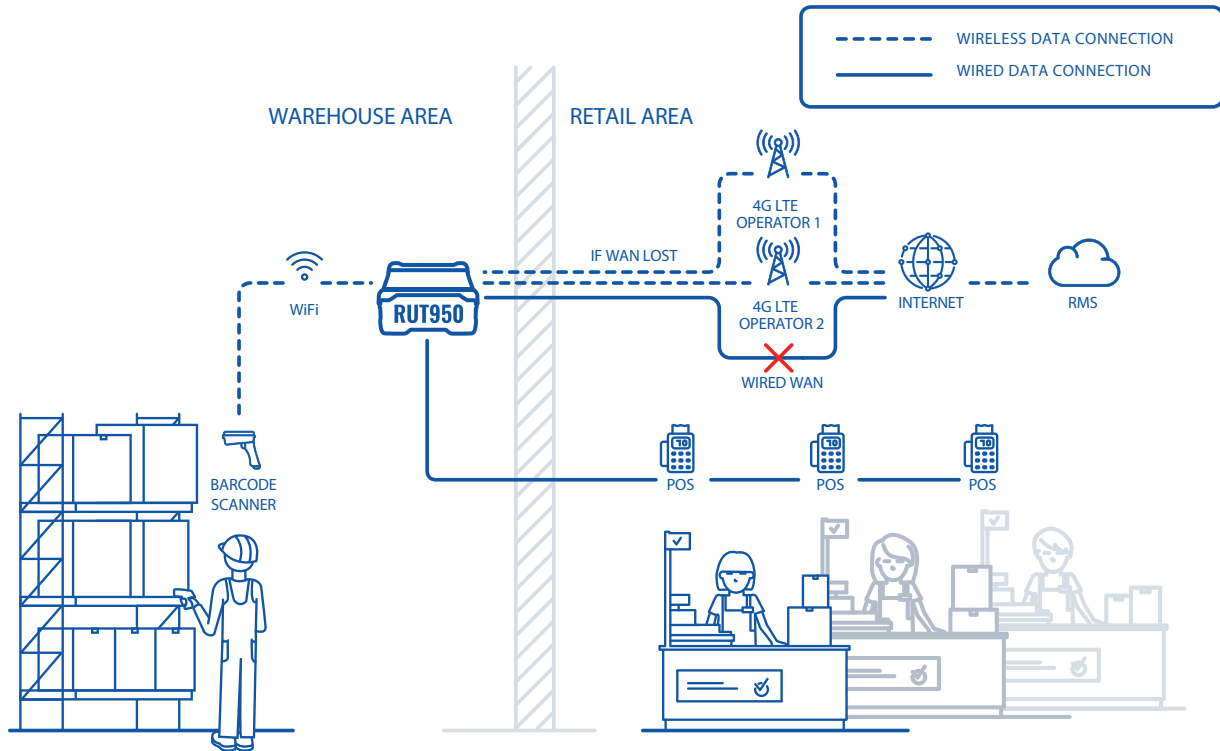 WIRELESS DATA CONNECTION
WIRED DATA CONNECTION
WAREHOUSE AREA
RETAIL AREA
4G LTE
OPERATOR 1
IF WAN LOST
WiFi
RUT950
4G LTE
OPERATOR 2
INTERNET
RMS
WIRED WAN
BARCODE
SCANNER
POS
POS
POS